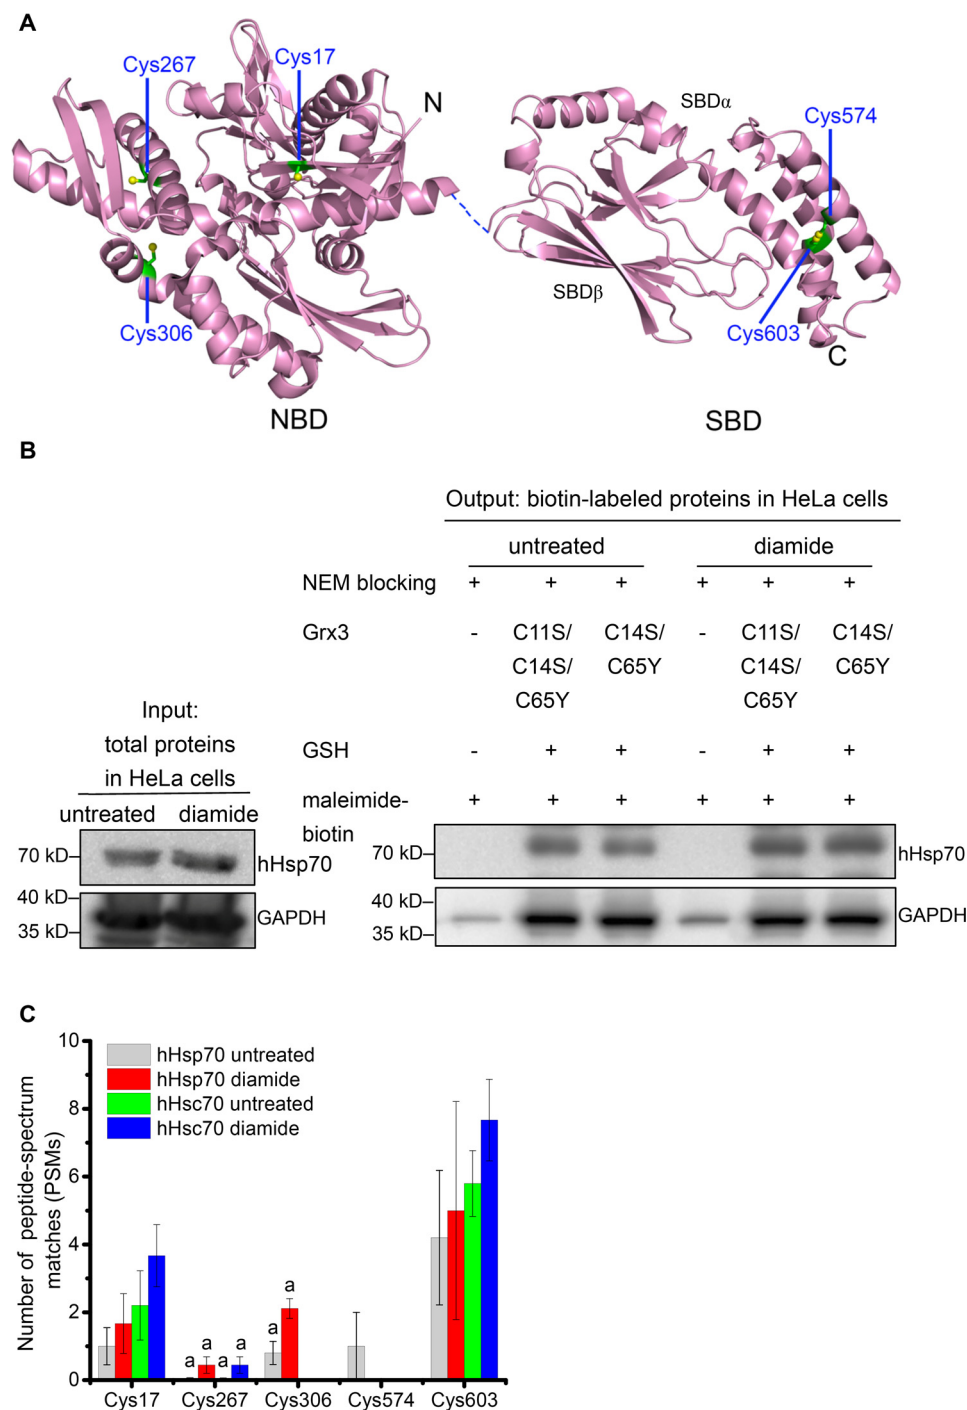 A
Cys267
Cys17
N
SBDα
Cys574
SBDβ
Cys306
Cys603
C
NBD
SBD
B
Output: biotin-labeled proteins in HeLa cells
untreated
diamide
NEM blocking + + + + + +
Grx3 - C11S/ C14S/ - C11S/ C14S/
C14S/ C65Y C14S/ C65Y
C65Y C65Y
GSH - + + - + +
maleimide- + + + + + +
biotin
Input:
total proteins
in HeLa cells
untreated diamide
70 kD
hHsp70
40 kD
35 kD
GAPDH
70 kD
hHsp70
40 kD
35 kD
GAPDH
C
Number of peptide-spectrum
matches (PSMs)
10
8
6
4
2
0
hHsp70 untreated
hHsp70 diamide
hHsc70 untreated
hHsc70 diamide
a a a a a a
Cys17 Cys267 Cys306 Cys574 Cys603